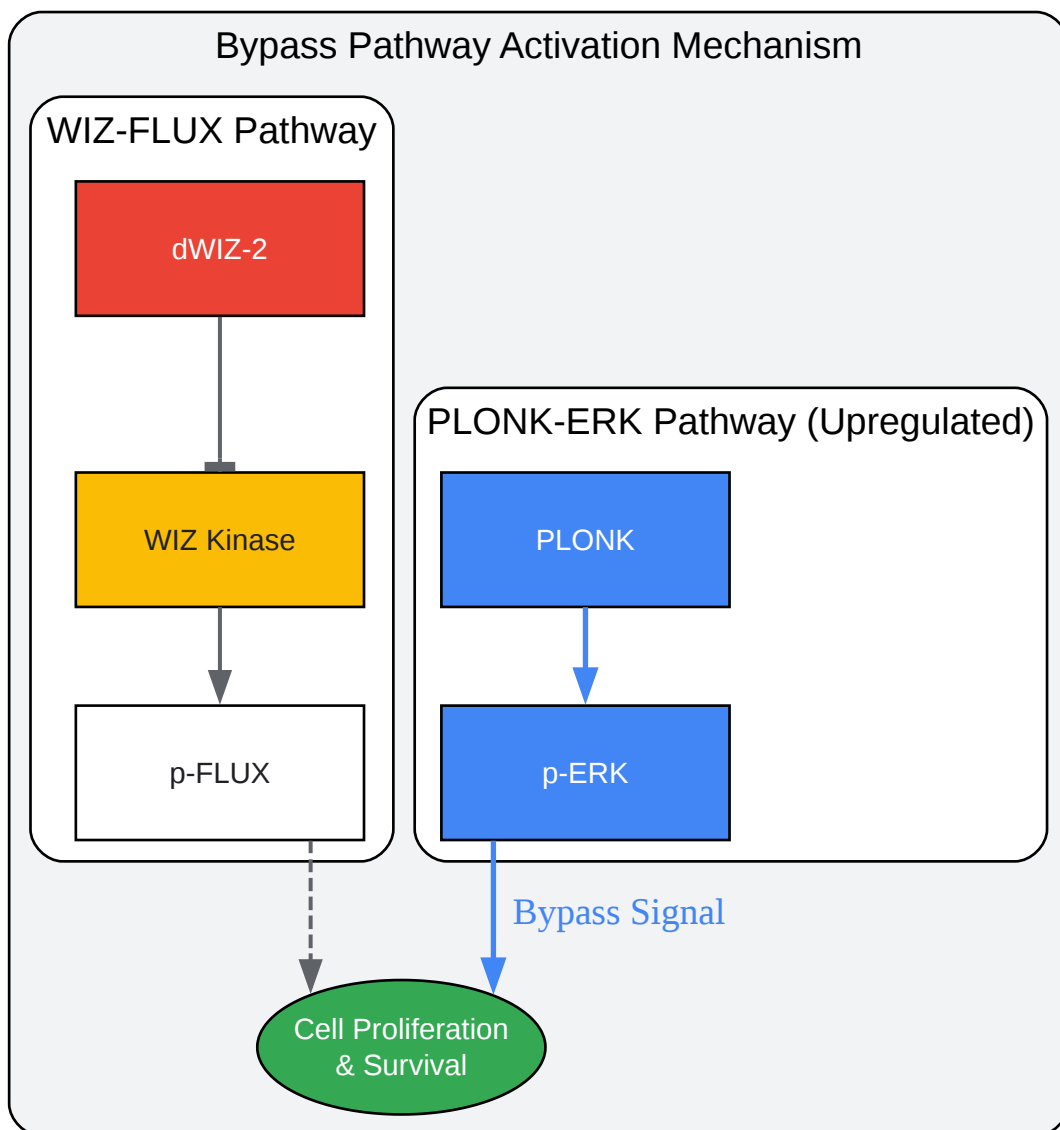 Bypass Pathway Activation Mechanism
WIZ-FLUX Pathway
dWIZ-2
PLONK-ERK Pathway (Upregulated)
WIZ Kinase
PLONK
p-FLUX
p-ERK
Bypass Signal
Cell Proliferation
& Survival